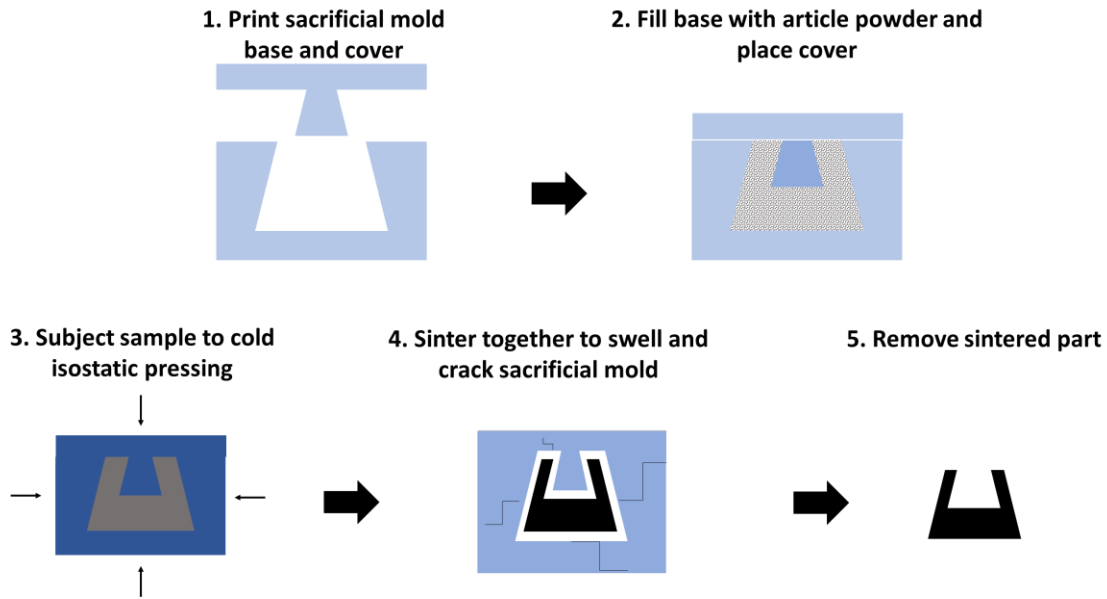 1. Print sacrificial mold
base and cover
2. Fill base with article powder and
place cover
3. Subject sample to cold
isostatic pressing
4. Sinter together to swell and
crack sacrificial mold
5. Remove sintered part